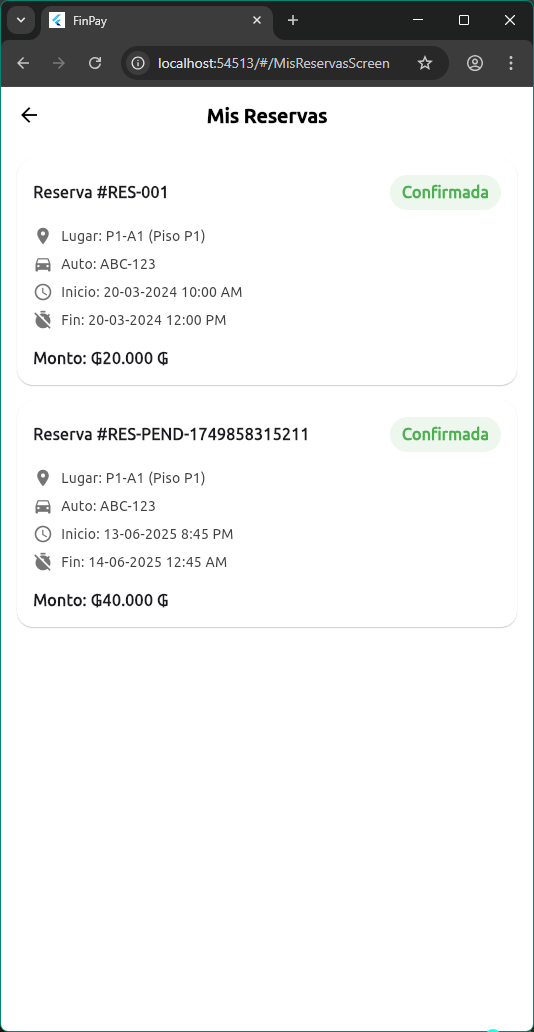 FinPay
localhost:54513/#/MisReservasScreen
Mis Reservas
Reserva #RES-001
Confirmada
Lugar: P1-A1 (Piso P1)
Auto: ABC-123
Inicio: 20-03-2024 10:00 AM
Fin: 20-03-2024 12:00 PM
Monto: ₲20.000 ₲
Reserva #RES-PEND-1749858315211
Confirmada
Lugar: P1-A1 (Piso P1)
Auto: ABC-123
Inicio: 13-06-2025 8:45 PM
Fin: 14-06-2025 12:45 AM
Monto: ₲40.000 ₲